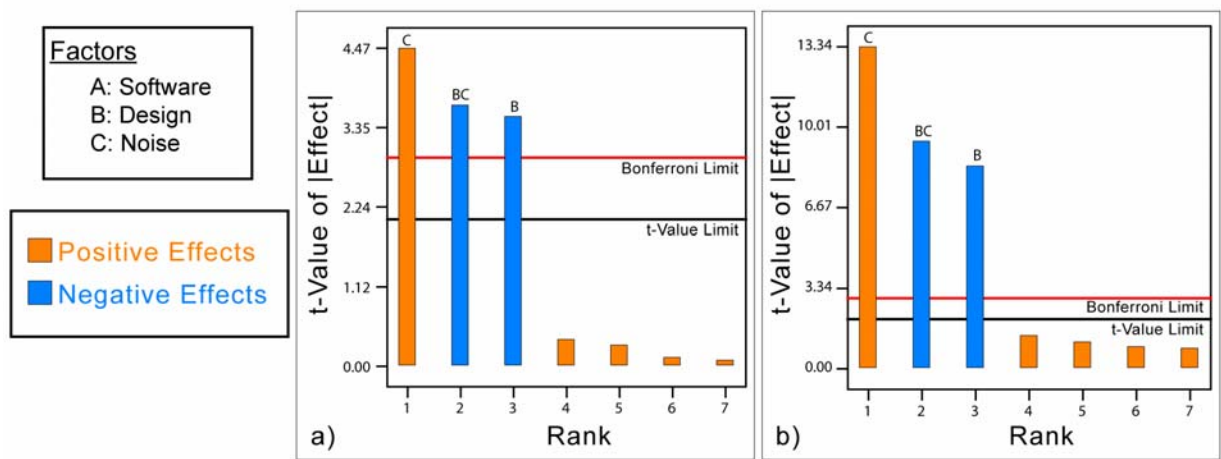 Factors
A: Software
B: Design
C: Noise
Positive Effects
Negative Effects
t-Value of |Effect|
4.47
3.35
2.24
1.12
0.00
C
BC
B
Bonferroni Limit
t-Value Limit
1 2 3 4 5 6 7
a) Rank
t-Value of |Effect|
13.34
10.01
6.67
3.34
0.00
C
BC
B
Bonferroni Limit
t-Value Limit
1 2 3 4 5 6 7
b) Rank